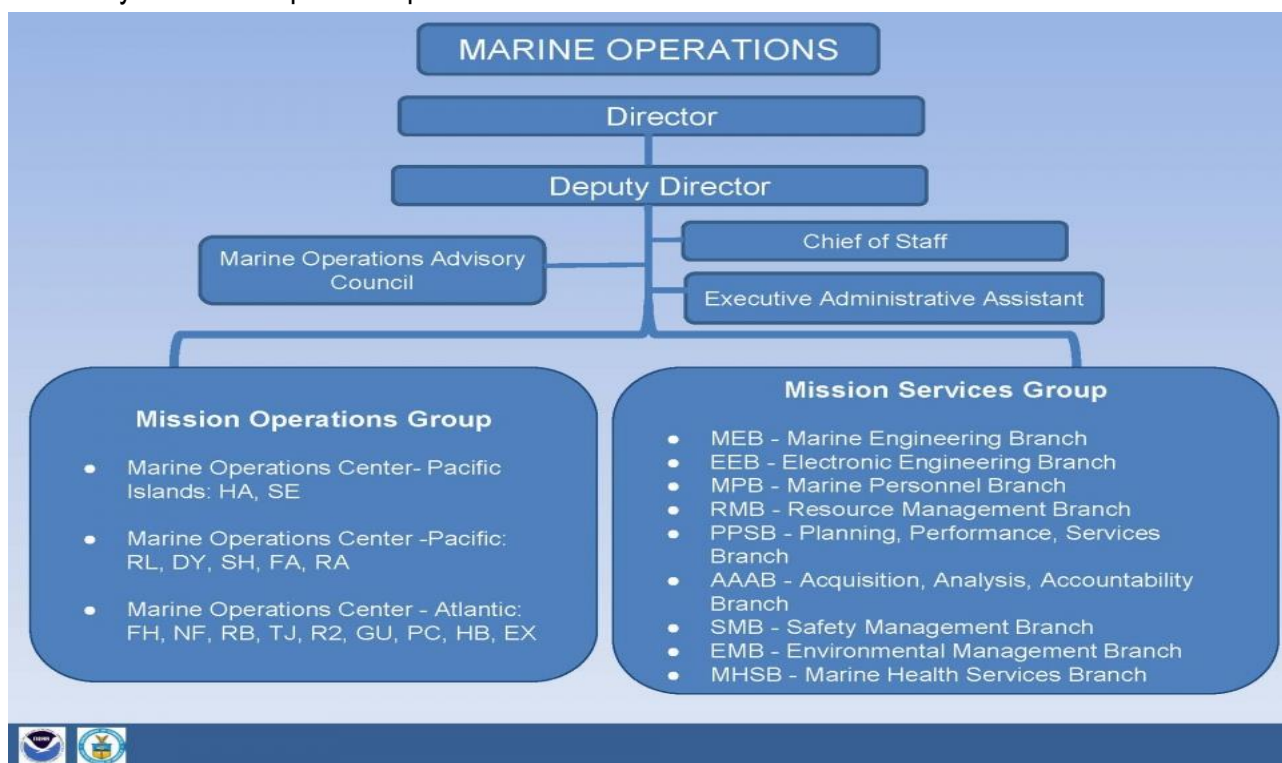 MARINE OPERATIONS
Director
Deputy Director
Chief of Staff
Marine Operations Advisory
Council
Executive Administrative Assistant
Mission Operations Group
● Marine Operations Center- Pacific
Islands: HA, SE
● Marine Operations Center -Pacific:
RL, DY, SH, FA, RA
● Marine Operations Center - Atlantic:
FH, NF, RB, TJ, R2, GU, PC, HB, EX
Mission Services Group
● MEB - Marine Engineering Branch
● EEB - Electronic Engineering Branch
● MPB - Marine Personnel Branch
● RMB - Resource Management Branch
● PPSB - Planning, Performance, Services
Branch
● AAAB - Acquisition, Analysis, Accountability
Branch
● SMB - Safety Management Branch
● EMB - Environmental Management Branch
● MHSB - Marine Health Services Branch